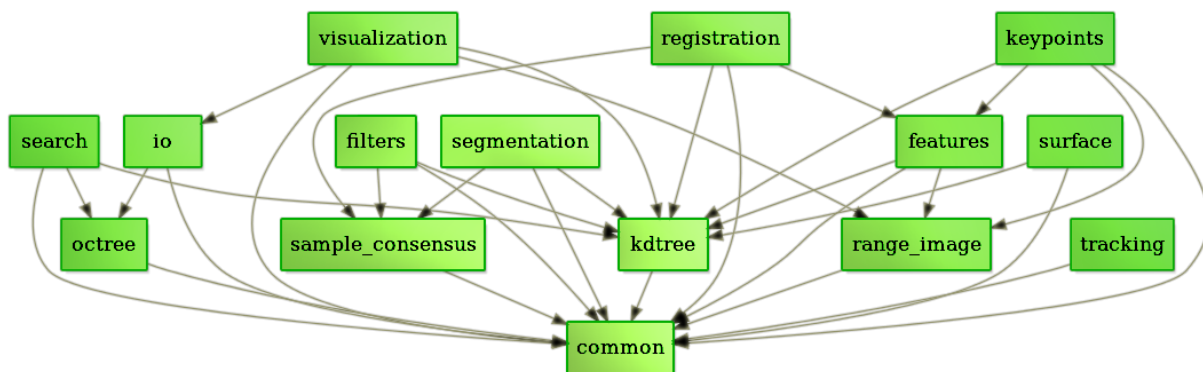 visualization
registration
keypoints
search
io
filters
segmentation
features
surface
octree
sample_consensus
kdtree
range_image
tracking
common